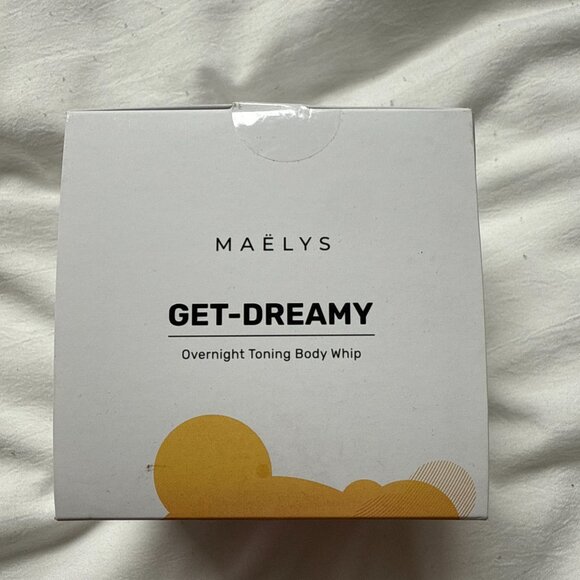 MAËLYS
GET-DREAMY
Overnight Toning Body Whip